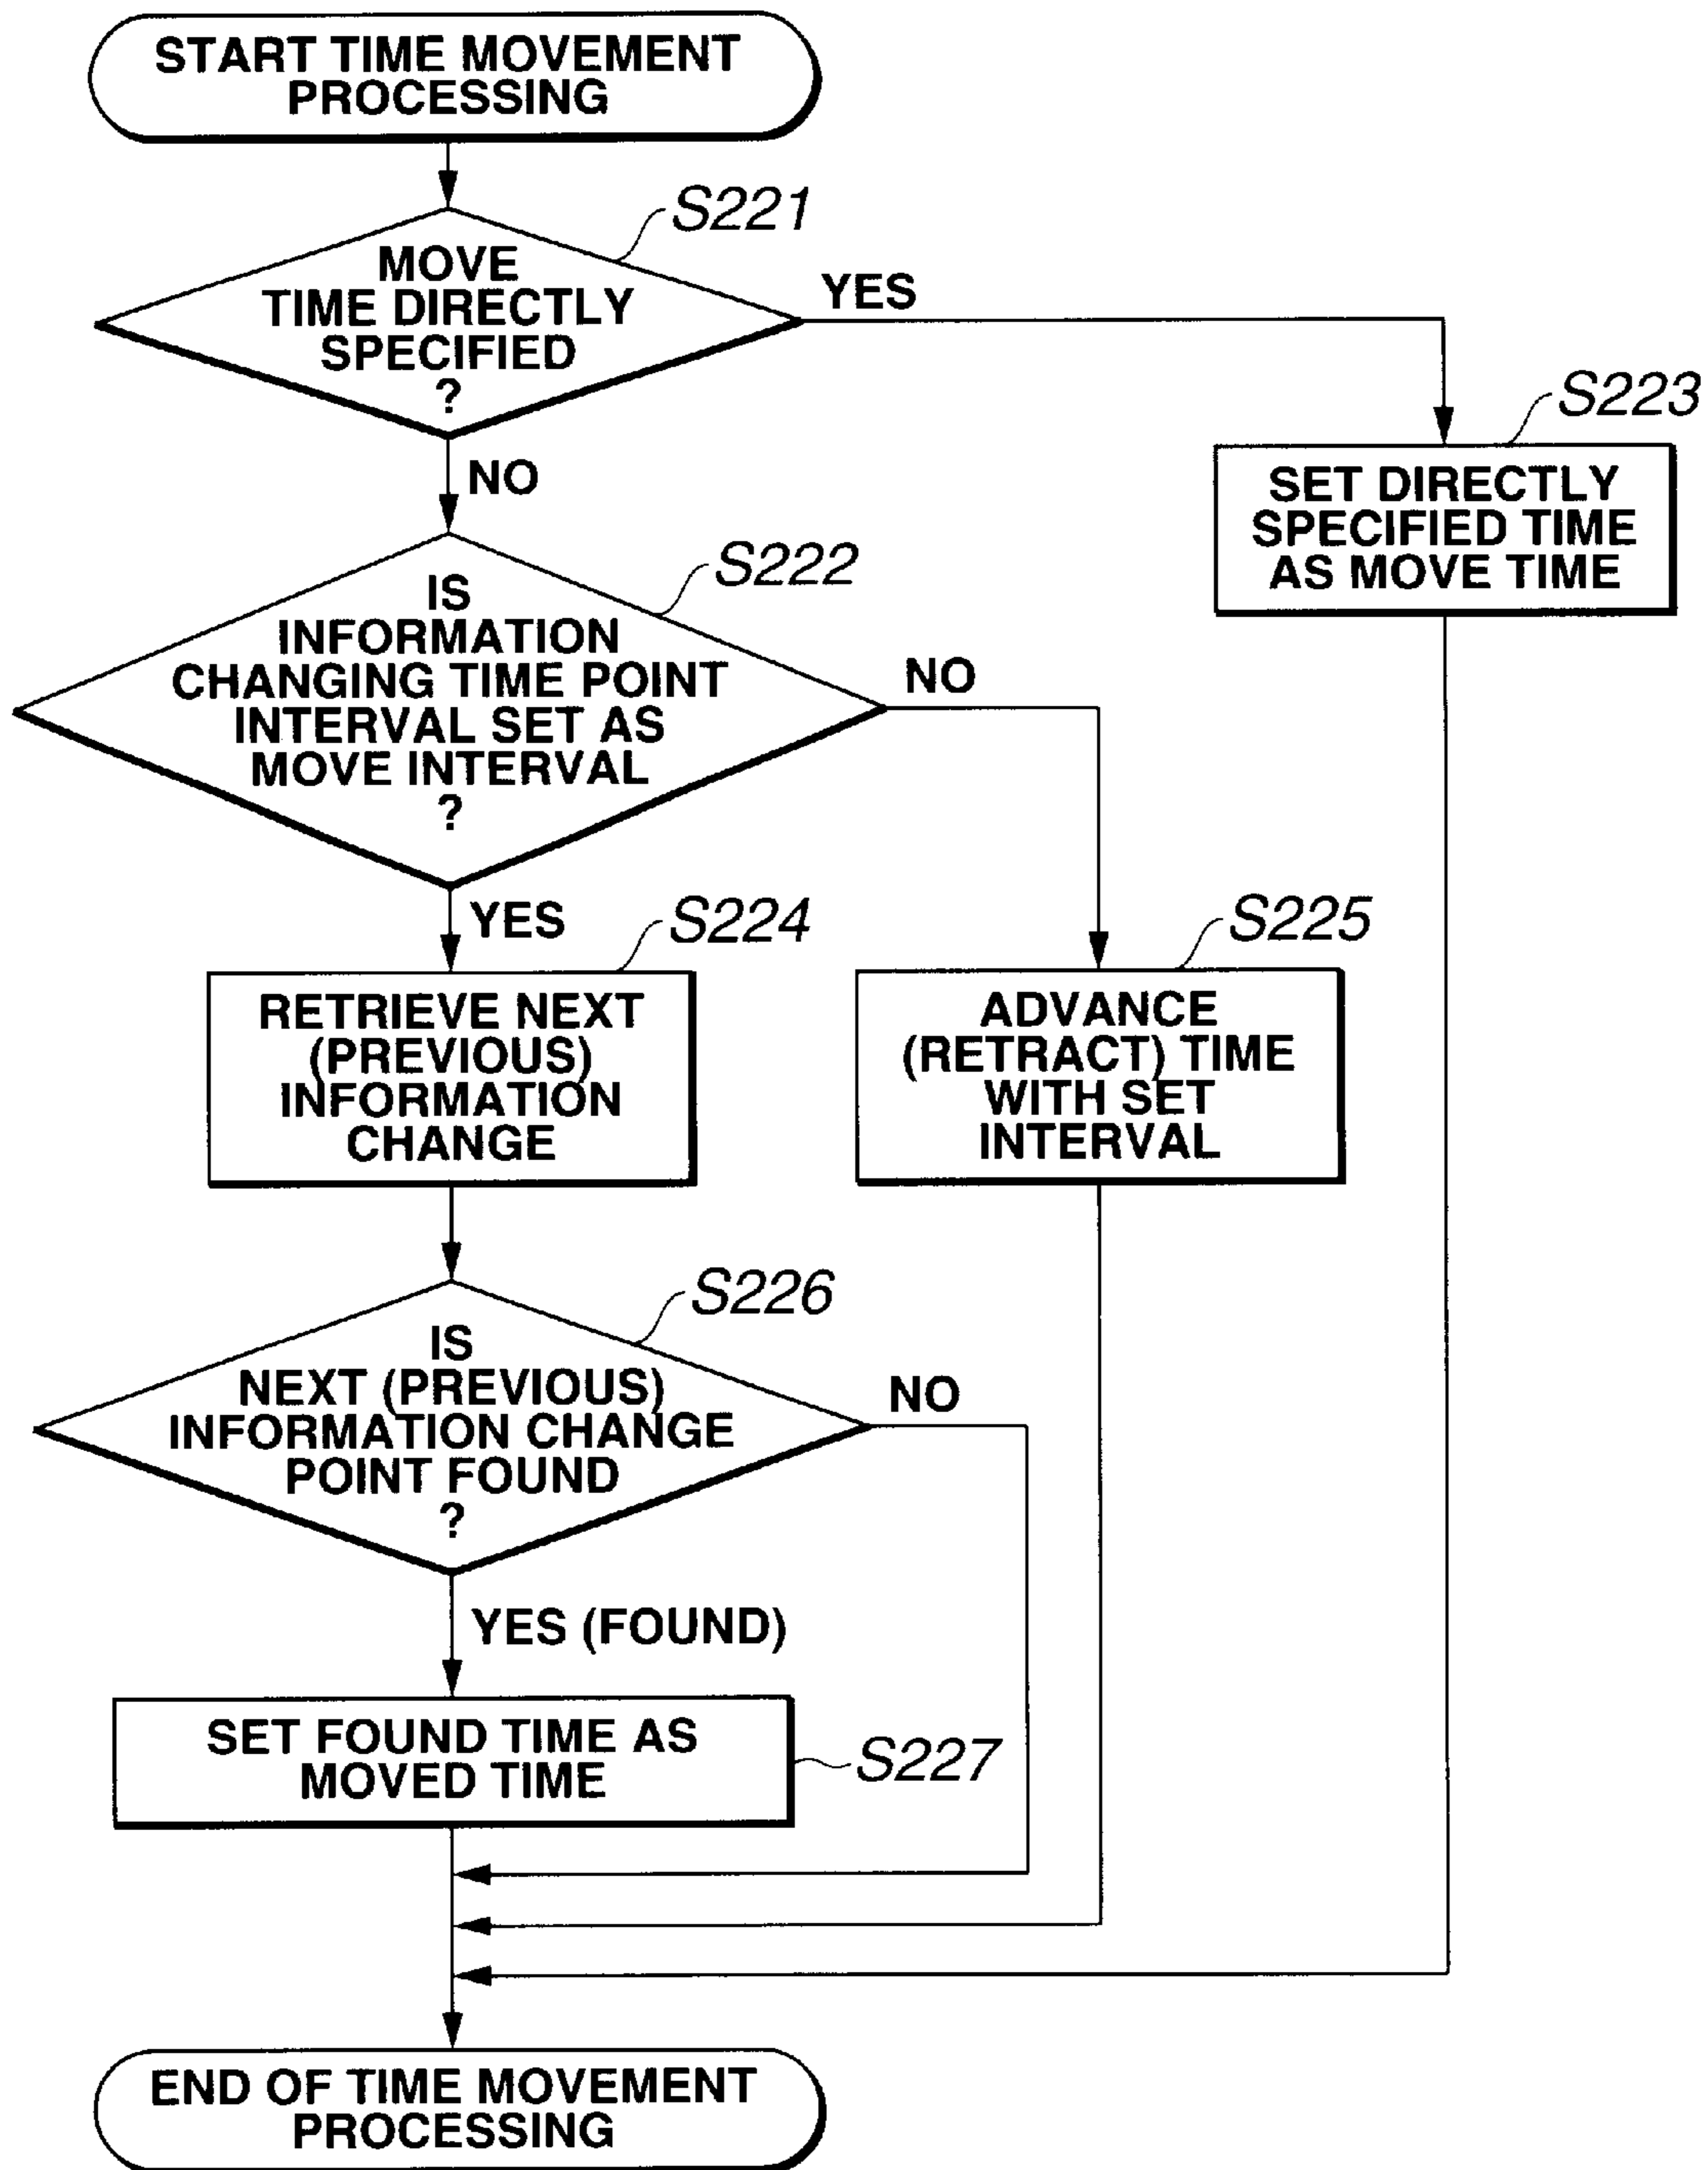 START TIME MOVEMENT
PROCESSING
S221
MOVE
TIME DIRECTLY
SPECIFIED
?
YES
NO
S223
SET DIRECTLY
SPECIFIED TIME
AS MOVE TIME
S222
IS
INFORMATION
CHANGING TIME POINT
INTERVAL SET AS
MOVE INTERVAL
?
NO
YES
S224
RETRIEVE NEXT
(PREVIOUS)
INFORMATION
CHANGE
S225
ADVANCE
(RETRACT) TIME
WITH SET
INTERVAL
S226
IS
NEXT (PREVIOUS)
INFORMATION CHANGE
POINT FOUND
?
NO
YES (FOUND)
SET FOUND TIME AS
MOVED TIME
S227
END OF TIME MOVEMENT
PROCESSING